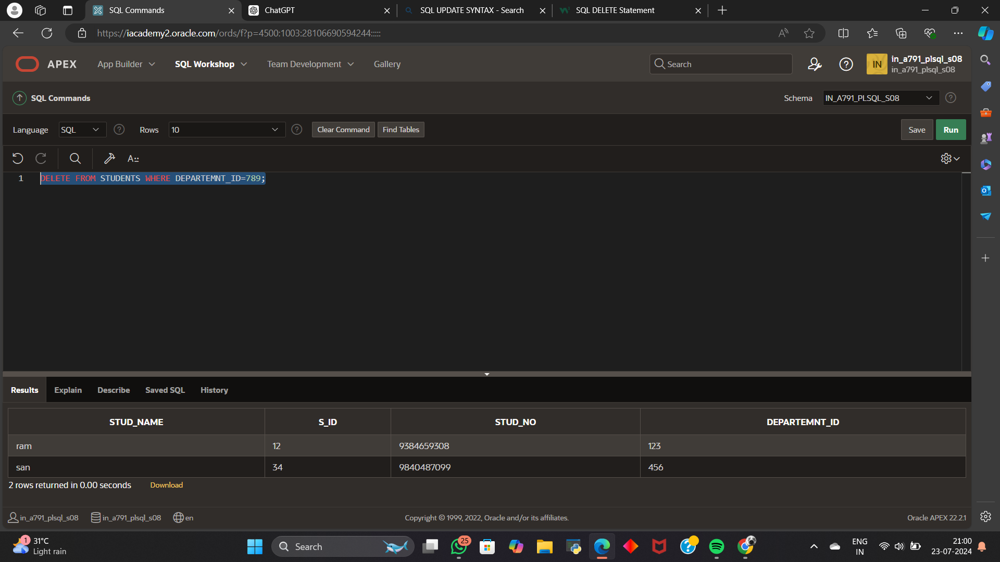 SQL Commands
ChatGPT
SQL UPDATE SYNTAX - Search
SQL DELETE Statement
https://iacademy2.oracle.com/ords/f?p=4500:1003:28106690594244:::::
APEX
App Builder
SQL Workshop
Team Development
Gallery
Search
IN
in_a791_plsql_s08
in_a791_plsql_s08
SQL Commands
Schema
IN_A791_PLSQL_S08
Language
SQL
Rows
10
Clear Command
Find Tables
Save
Run
A::
1 DELETE FROM STUDENTS WHERE DEPARTEMNT_ID=789;
Results
Explain
Describe
Saved SQL
History
STUD_NAME S_ID STUD_NO DEPARTEMNT_ID
ram 12 9384659308 123
san 34 9840487099 456
2 rows returned in 0.00 seconds
Download
in_a791_plsql_s08
in_a791_plsql_s08
en
Copyright © 1999, 2022, Oracle and/or its affiliates.
Oracle APEX 22.2.1
1
31°C
Light rain
Search
25
ENG
IN
21:00
23-07-2024